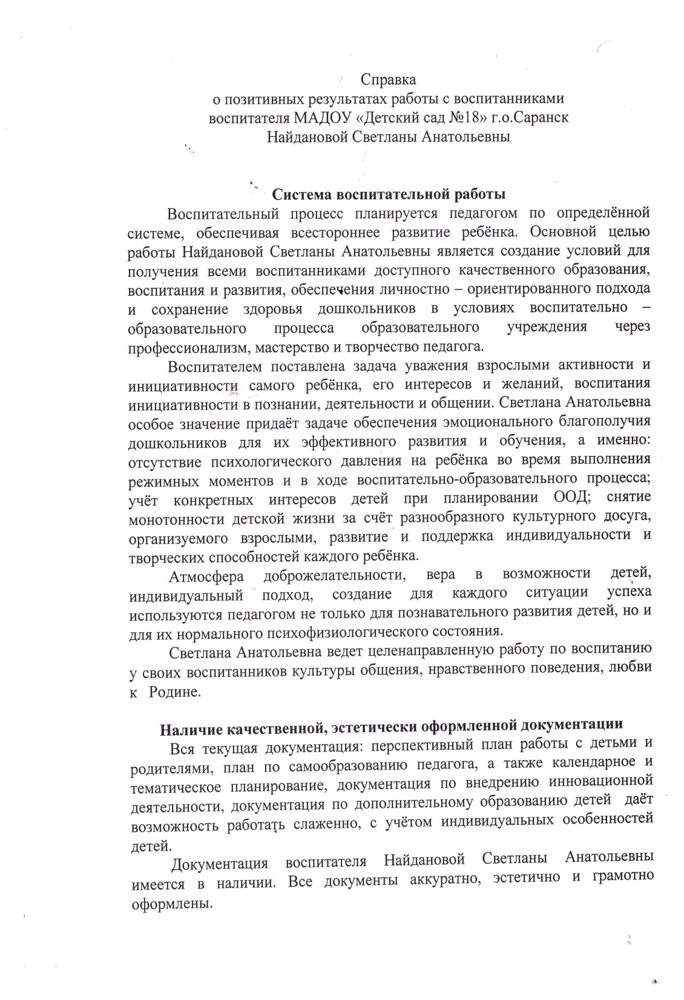 Справка
о позитивных результатах работы с воспитанниками
воспитателя МАДОУ «Детский сад №18» г.о.Саранск
Найдановой Светланы Анатольевны
Система воспитательной работы
Воспитательный процесс планируется педагогом по определённой
системе, обеспечивая всестороннее развитие ребёнка. Основной целью
работы Найдановой Светланы Анатольевны является создание условий для
получения всеми воспитанниками доступного качественного образования,
воспитания и развития, обеспечения личностно – ориентированного подхода
и сохранение здоровья дошкольников в условиях воспитательно –
образовательного процесса образовательного учреждения через
профессионализм, мастерство и творчество педагога.
Воспитателем поставлена задача уважения взрослыми активности и
инициативности самого ребёнка, его интересов и желаний, воспитания
инициативности в познании, деятельности и общении. Светлана Анатольевна
особое значение придаёт задаче обеспечения эмоционального благополучия
дошкольников для их эффективного развития и обучения, а именно:
отсутствие психологического давления на ребёнка во время выполнения
режимных моментов и в ходе воспитательно-образовательного процесса;
учёт конкретных интересов детей при планировании ООД; снятие
монотонности детской жизни за счёт разнообразного культурного досуга,
организуемого взрослыми, развитие и поддержка индивидуальности и
творческих способностей каждого ребёнка.
Атмосфера доброжелательности, вера в возможности детей,
индивидуальный подход, создание для каждого ситуации успеха
используются педагогом не только для познавательного развития детей, но и
для их нормального психофизиологического состояния.
Светлана Анатольевна ведет целенаправленную работу по воспитанию
у своих воспитанников культуры общения, нравственного поведения, любви
к Родине.
Наличие качественной, эстетически оформленной документации
Вся текущая документация: перспективный план работы с детьми и
родителями, план по самообразованию педагога, а также календарное и
тематическое планирование, документация по внедрению инновационной
деятельности, документация по дополнительному образованию детей даёт
возможность работать слаженно, с учётом индивидуальных особенностей
детей.
Документация воспитателя Найдановой Светланы Анатольевны
имеется в наличии. Все документы аккуратно, эстетично и грамотно
оформлены.